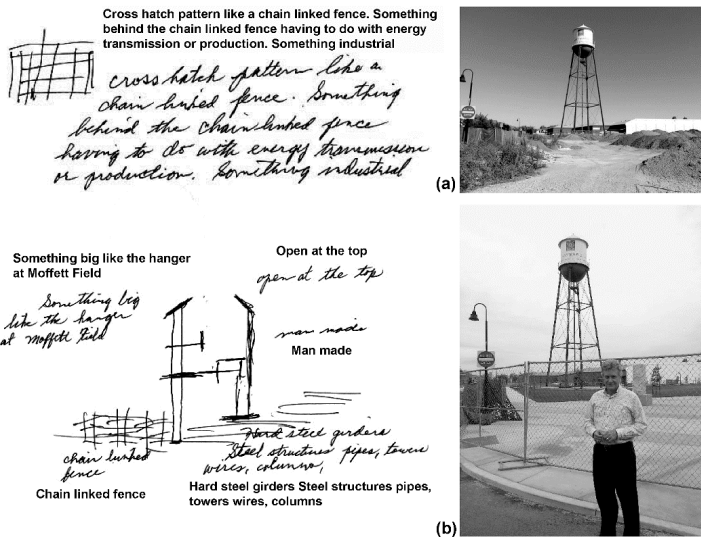 Cross hatch pattern like a chain linked fence. Something
behind the chain linked fence having to do with energy
transmission or production. Something industrial
cross hatch pattern like a
chain linked fence. Something
behind the chain linked fence
having to do with energy transmission
or production. Something industrial
(a)
Something big like the hanger
at Moffett Field
Something big
like the hanger
at Moffett Field
Open at the top
open at the top
man made
Man made
chain linked
fence
Chain linked fence
Hard steel girders
Steel structures pipes, towers
wires, columns,
Hard steel girders Steel structures pipes,
towers wires, columns
(b)